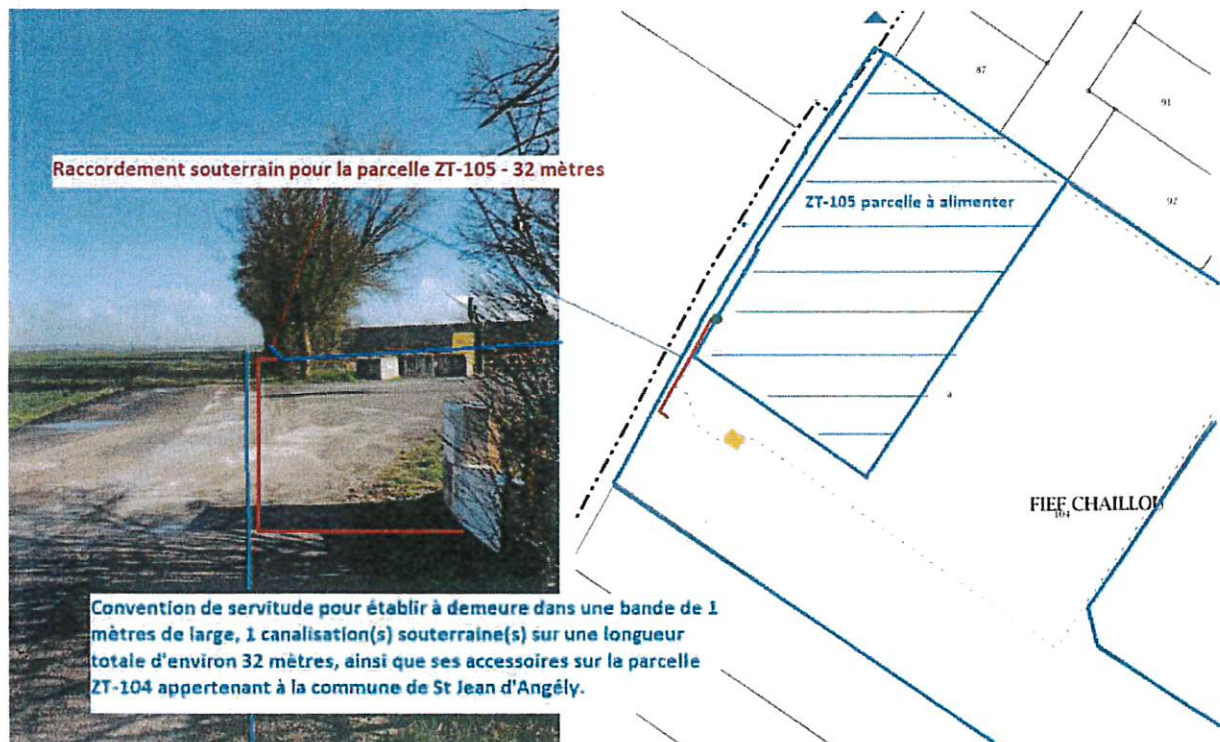 Raccordement souterrain pour la parcelle ZT-105 - 32 mètres
Convention de servitude pour établir à demeure dans une bande de 1
mètres de large, 1 canalisation(s) souterraine(s) sur une longueur
totale d'environ 32 mètres, ainsi que ses accessoires sur la parcelle
ZT-104 appertenant à la commune de St Jean d'Angély.
87
91
92
ZT-105 parcelle à alimenter
a
FIEF CHAILLOU
104